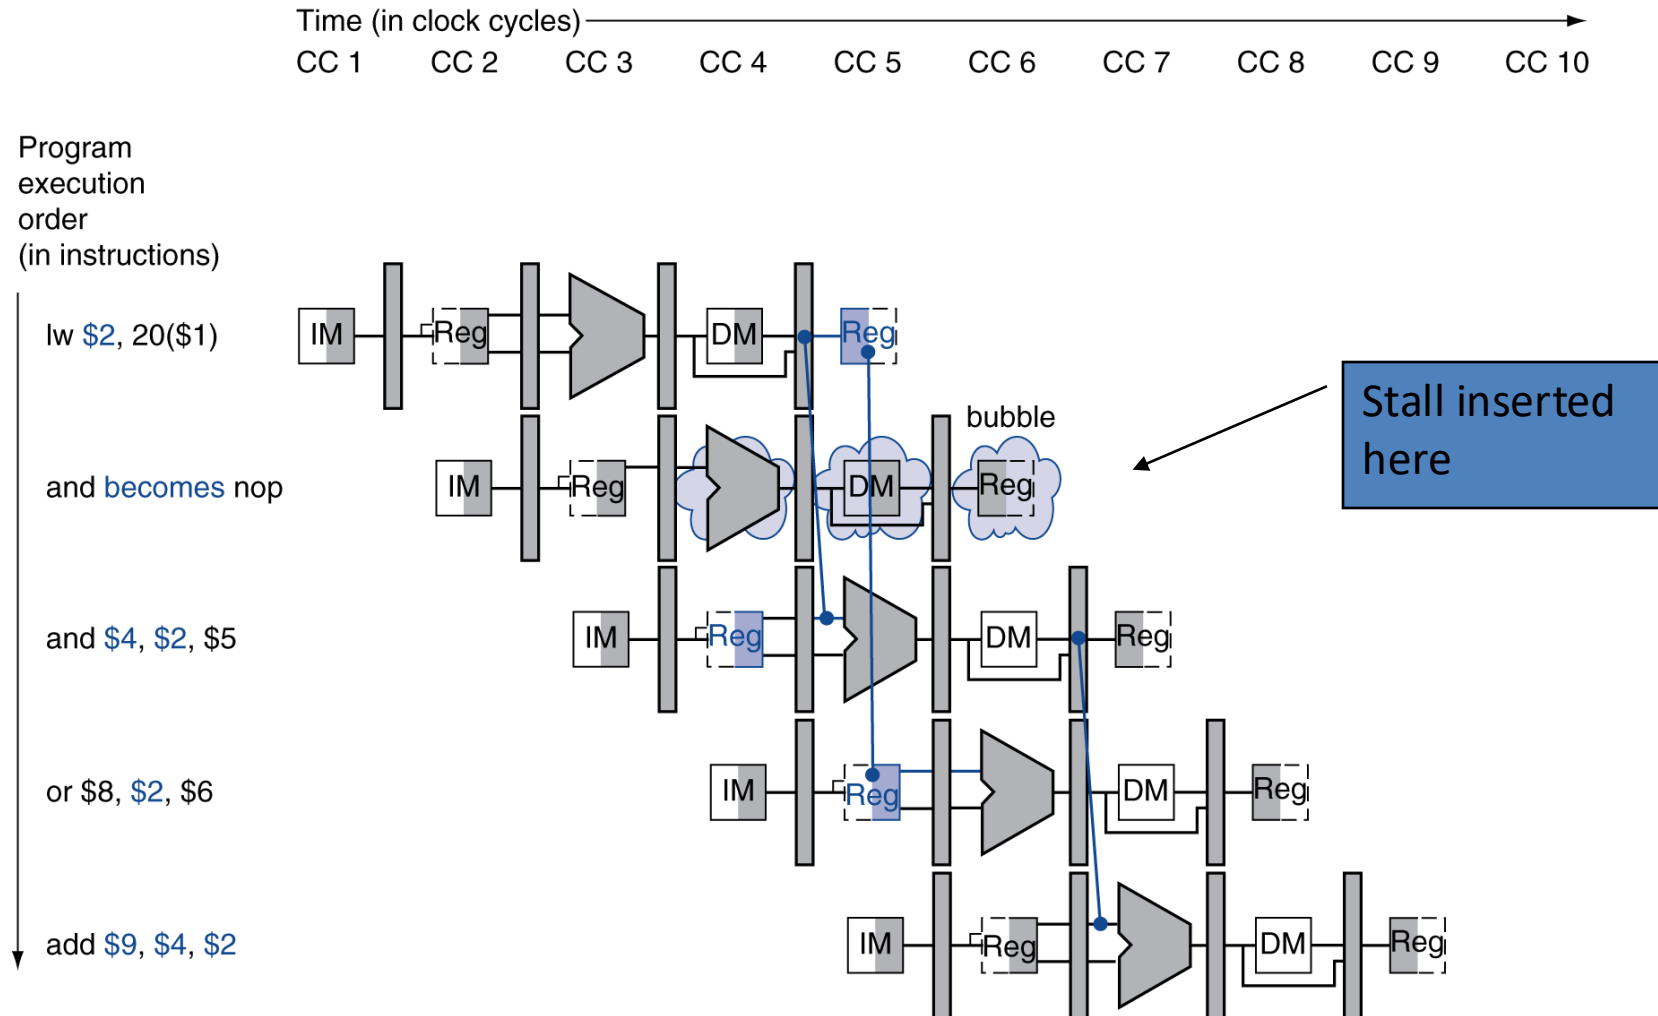 Time (in clock cycles)
CC 1 CC 2 CC 3 CC 4 CC 5 CC 6 CC 7 CC 8 CC 9 CC 10
Program
execution
order
(in instructions)
lw $2, 20($1)
IM Reg DM Reg
Stall inserted
here
bubble
and becomes nop
IM Reg DM Reg
and $4, $2, $5
IM Reg DM Reg
or $8, $2, $6
IM Reg DM Reg
add $9, $4, $2
IM Reg DM Reg